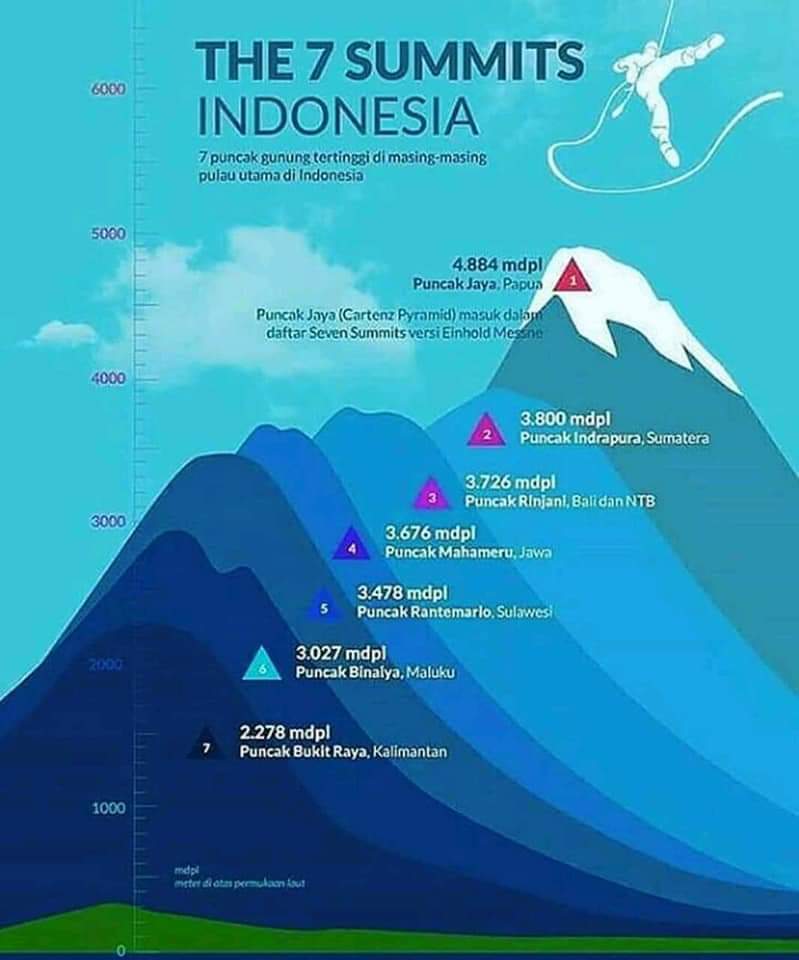 THE 7 SUMMITS
INDONESIA
7 puncak gunung tertinggi di masing-masing
pulau utama di Indonesia
6000
5000
4.884 mdpl
Puncak Jaya, Papua
1
Puncak Jaya (Cartenz Pyramid) masuk dalam
daftar Seven Summits versi Einhold Messne
4000
3.800 mdpl
2
Puncak Indrapura, Sumatera
3.726 mdpl
3
Puncak Rinjani, Bali dan NTB
3000
3.676 mdpl
4
Puncak Mahameru, Jawa
3.478 mdpl
5
Puncak Rantemario, Sulawesi
3.027 mdpl
2000
6
Puncak Binaiya, Maluku
2.278 mdpl
7
Puncak Bukit Raya, Kalimantan
1000
mdpl
meter di atas permukaan laut
0